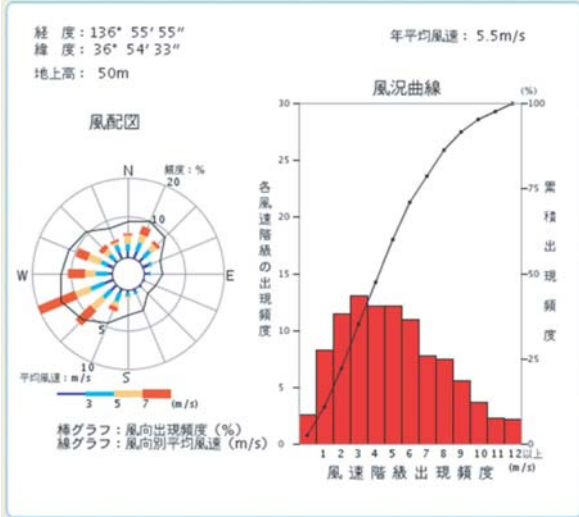 経 度：136° 55′55″
緯 度：36° 54′33″
地上高： 50m
年平均風速： 5.5m/s
風配図
頻度：%
N
20
10
W
E
5
10
S
平均風速：m/s
3 5 7 (m/s)
棒グラフ：風向出現頻度（%）
線グラフ：風向別平均風速（m/s）
風況曲線
(%)
30
25
20
15
10
5
0
各風速階級の出現頻度
100
75
50
25
0
累積出現頻度
1 2 3 4 5 6 7 8 9 10 11 12以上
(m/s)
風速階級出現頻度